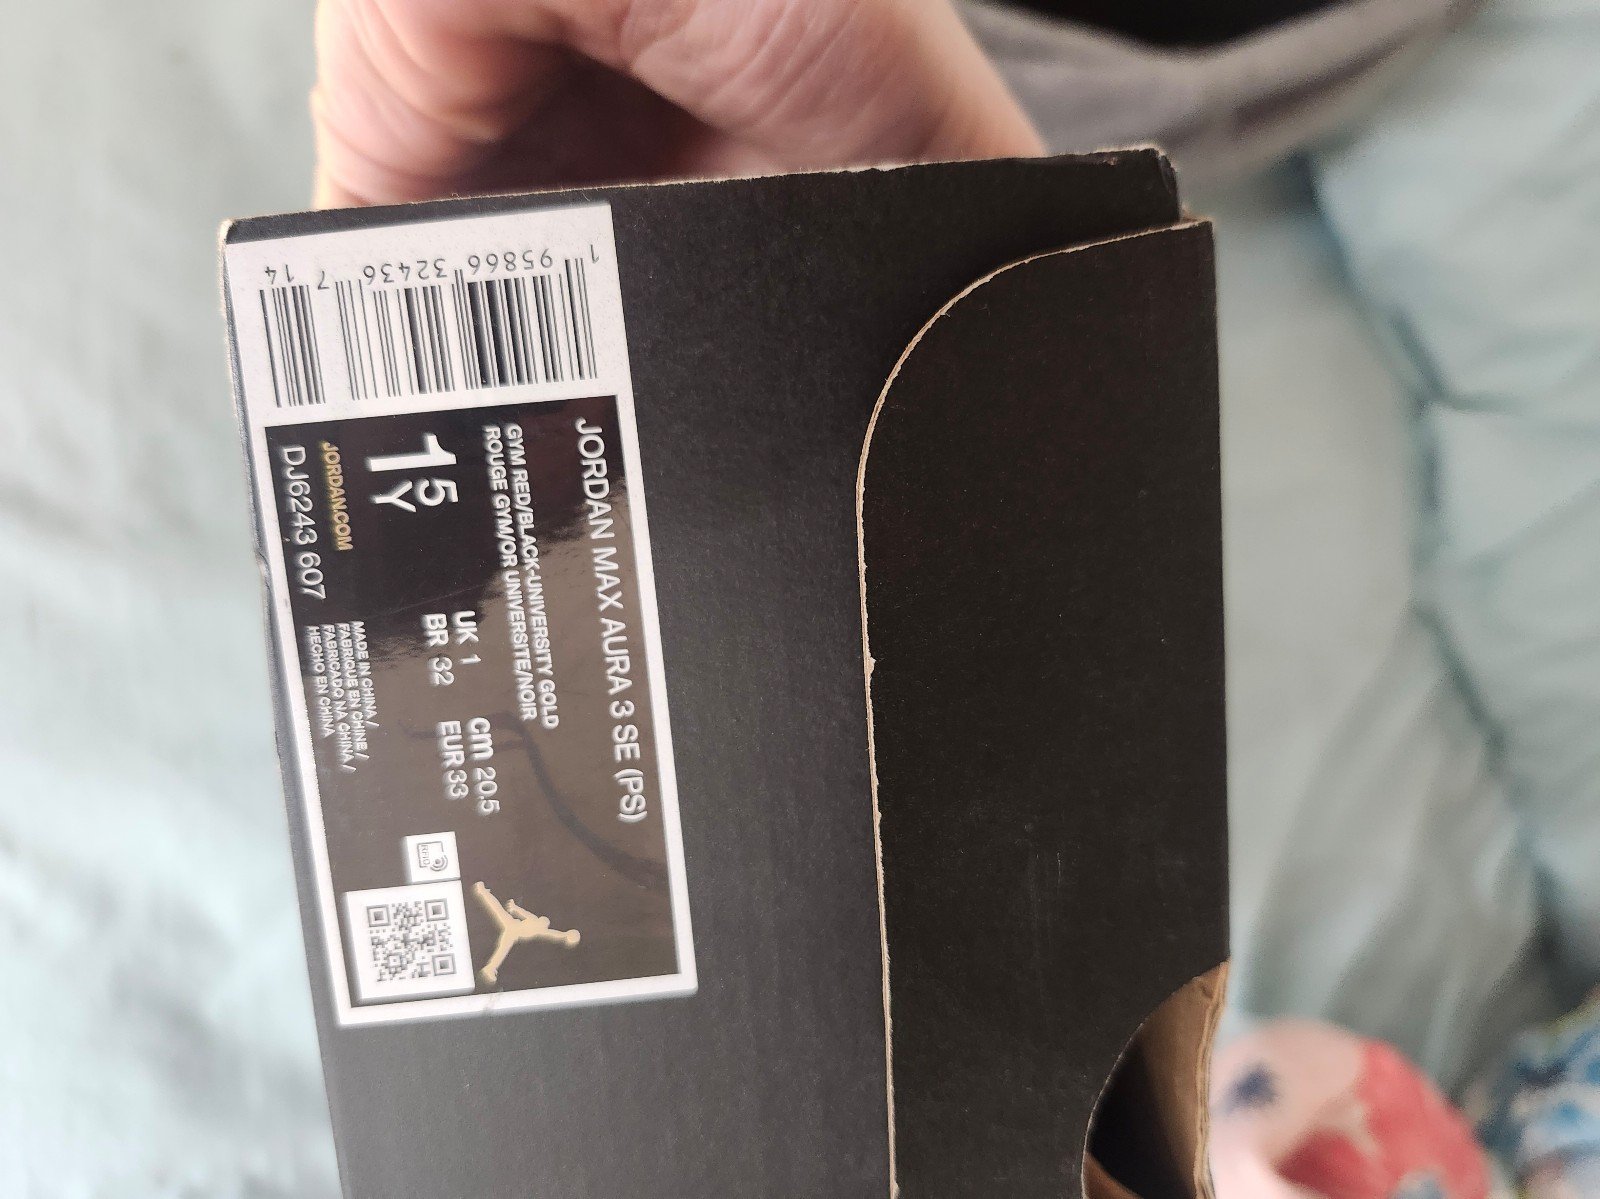 JORDAN MAX AURA 3 SE (PS)
GYM RED/BLACK-UNIVERSITY GOLD
ROUGE GYM/OR UNIVERSITE/NOIR
1 5 Y
UK 1 cm 20.5
BR 32 EUR 33
JORDAN.COM
DJ6243 607
MADE IN CHINA/
FABRIQUE EN CHINE/
FABRICADO NA CHINA/
HECHO EN CHINA
1 95866 32436 7 14